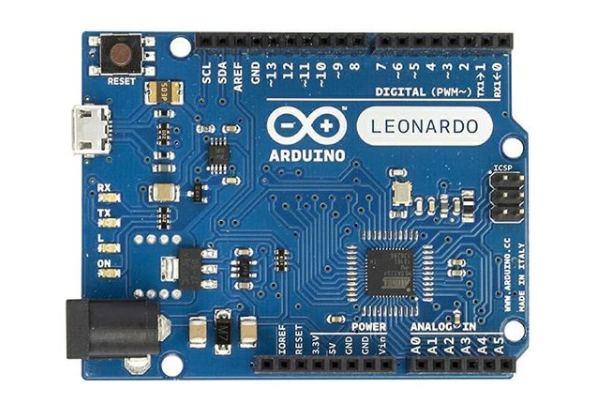 RESET
SCL
SDA
AREF
GND
~13
12
~11
~10
~9
8
7
~6
~5
4
~3
2
TX▸1
RX◂0
DIGITAL (PWM~)
ARDUINO
™
LEONARDO
ICSP
RX
TX
L
ON
WWW.ARDUINO.CC
MADE IN ITALY
IOREF
RESET
3.3V
5V
GND
GND
Vin
POWER
ANALOG IN
A0
A1
A2
A3
A4
A5